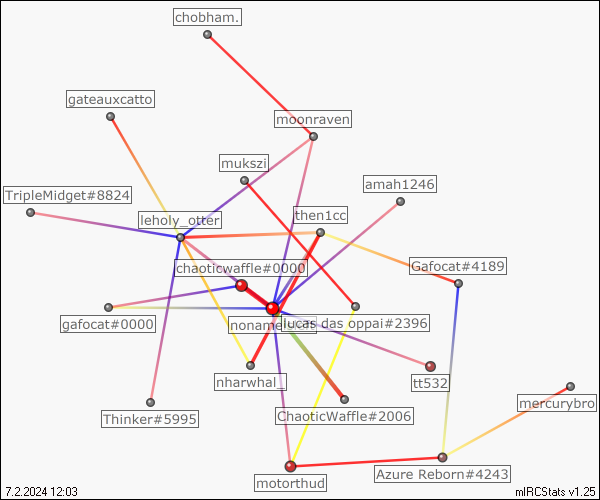 chobham.
gateauxcatto
moonraven
mukszi
amah1246
TripleMidget#8824
leholy_otter
then1cc
chaoticwaffle#0000
Gafocat#4189
gafocat#0000
lucas das oppai#2396
nharwhal_
tt532
mercurybro
Thinker#5995
ChaoticWaffle#2006
motorthud
Azure Reborn#4243
7.2.2024 12:03
mIRCStats v1.25